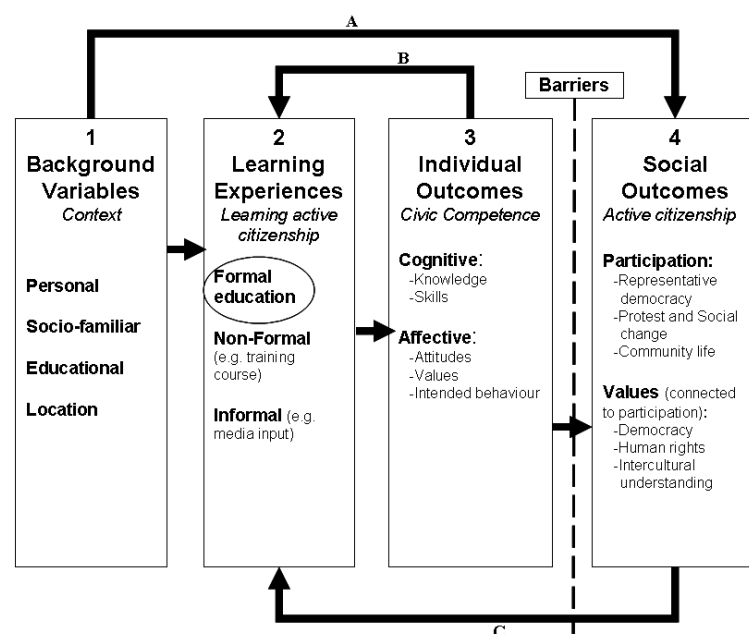 A
B
Barriers
1
Background
Variables
Context
Personal
Socio-familiar
Educational
Location
2
Learning
Experiences
Learning active
citizenship
Formal
education
Non-Formal
(e.g. training
course)
Informal (e.g.
media input)
3
Individual
Outcomes
Civic Competence
Cognitive:
-Knowledge
-Skills
Affective:
-Attitudes
-Values
-Intended behaviour
4
Social
Outcomes
Active citizenship
Participation:
-Representative
democracy
-Protest and Social
change
-Community life
Values (connected
to participation):
-Democracy
-Human rights
-Intercultural
understanding
C